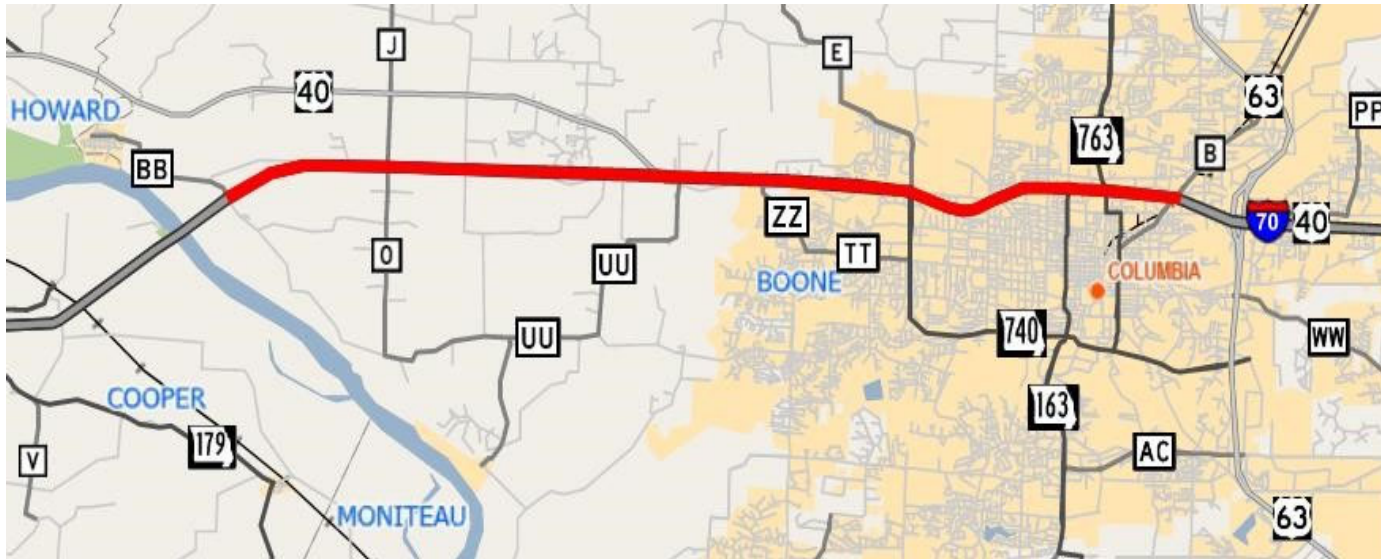 J
E
40
HOWARD
63
PP
763
B
BB
ZZ
70
40
O
TT
UU
BOONE
COLUMBIA
UU
740
WW
COOPER
163
179
AC
V
MONITEAU
63